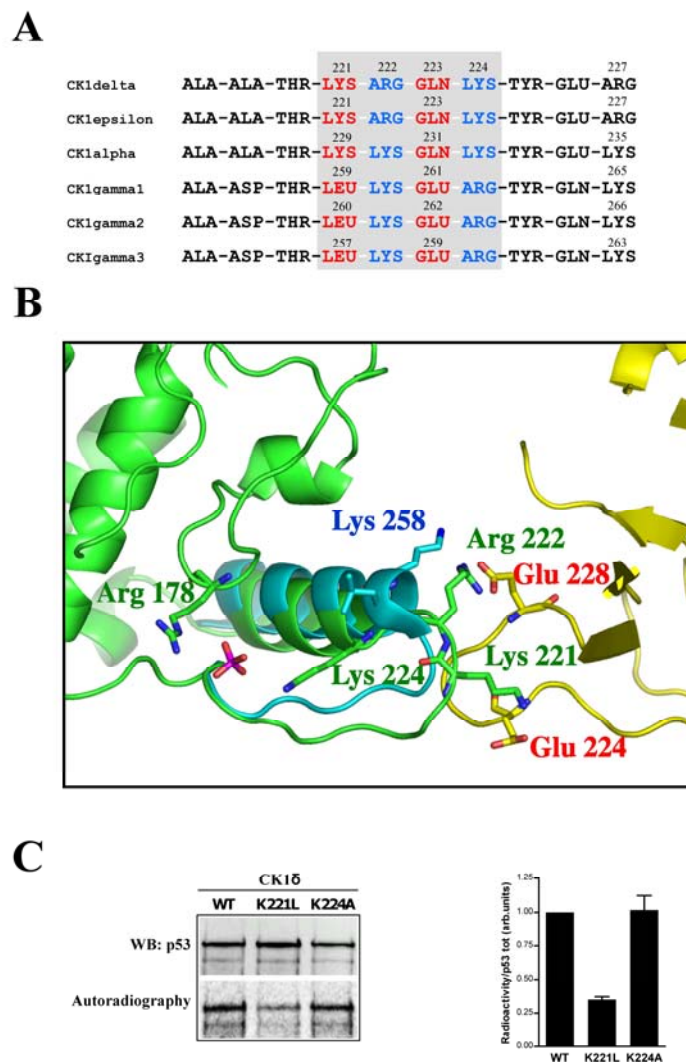 A
221 222 223 224 227
CK1delta ALA-ALA-THR-LYS-ARG-GLN-LYS-TYR-GLU-ARG
221 223 227
CK1epsilon ALA-ALA-THR-LYS-ARG-GLN-LYS-TYR-GLU-ARG
229 231 235
CK1alpha ALA-ALA-THR-LYS-LYS-GLN-LYS-TYR-GLU-LYS
259 261 265
CK1gamma1 ALA-ASP-THR-LEU-LYS-GLU-ARG-TYR-GLN-LYS
260 262 266
CK1gamma2 ALA-ASP-THR-LEU-LYS-GLU-ARG-TYR-GLN-LYS
257 259 263
CKIgamma3 ALA-ASP-THR-LEU-LYS-GLU-ARG-TYR-GLN-LYS
B
Lys 258
Arg 222
Glu 228
Arg 178
Lys 224
Lys 221
Glu 224
C
CK1δ
WT K221L K224A
WB: p53
Autoradiography
Radioactivity/p53 tot (arb.units)
1.25
1.00
0.75
0.50
0.25
0.00
WT K221L K224A